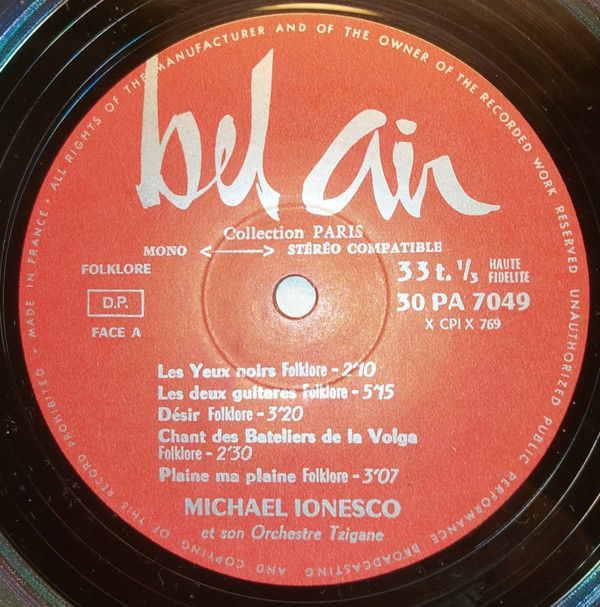 MADE IN FRANCE • ALL RIGHTS OF THE MANUFACTURER AND OF THE OWNER OF THE RECORDED WORK RESERVED UNAUTHORIZED PUBLIC PERFORMANCE BROADCASTING AND COPYING OF THIS RECORD PROHIBITED •
bel air
Collection PARIS
MONO <----> STÉRÉO COMPATIBLE
FOLKLORE
33 t. 1/3 HAUTE FIDELITE
D.P.
30 PA 7049
FACE A
X CPI X 769
Les Yeux noirs Folklore - 2'10
Les deux guitares Folklore - 5'15
Désir Folklore - 3'20
Chant des Bateliers de la Volga
Folklore - 2'30
Plaine ma plaine Folklore - 3'07
MICHAEL IONESCO
et son Orchestre Tzigane